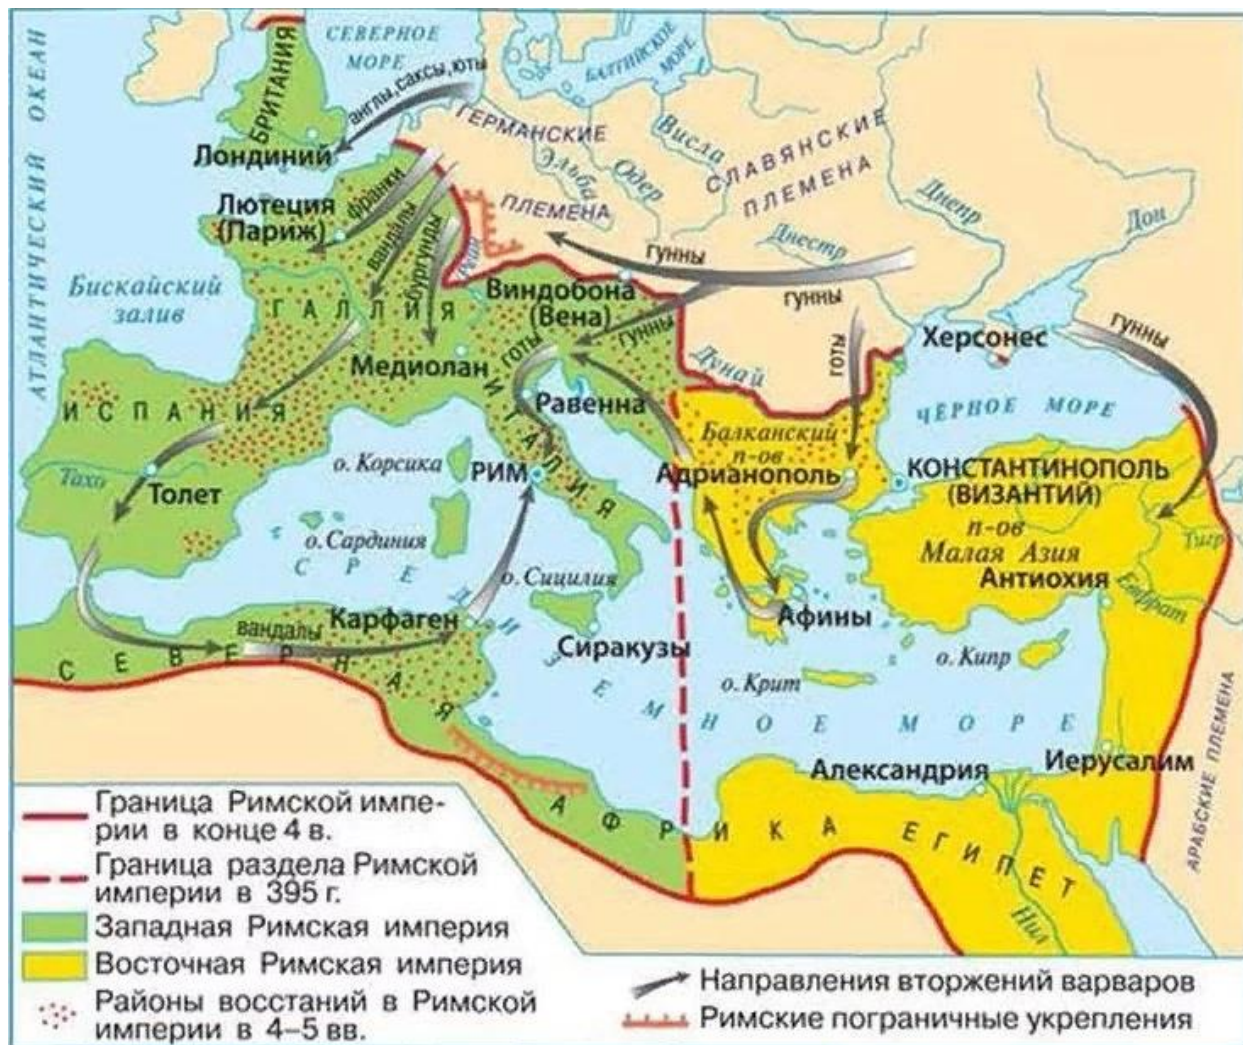 СЕВЕРНОЕ
МОРЕ
БАЛТИЙСКОЕ
МОРЕ
АТЛАНТИЧЕСКИЙ ОКЕАН
БРИТАНИЯ
англы, саксы, юты
ГЕРМАНСКИЕ
ПЛЕМЕНА
Эльба
Одер
Висла
СЛАВЯНСКИЕ
ПЛЕМЕНА
Днепр
Дон
Днестр
Лондиний
Лютеция
(Париж)
франки
вандалы
бургунды
Рейн
гунны
гунны
гунны
гунны
Бискайский
залив
ГАЛЛИЯ
Виндобона
(Вена)
готы
готы
Медиолан
Дунай
Херсонес
ЧЁРНОЕ МОРЕ
ИСПАНИЯ
ИТАЛИЯ
Равенна
Балканский
п-ов
о. Корсика
РИМ
Адрианополь
КОНСТАНТИНОПОЛЬ
(ВИЗАНТИЙ)
Тахо
Толет
п-ов
Малая Азия
Тигр
о. Сардиния
Антиохия
Евфрат
о. Сицилия
СРЕДИЗЕМНОЕ МОРЕ
Карфаген
вандалы
Афины
Сиракузы
о. Кипр
о. Крит
СЕВЕРНАЯ АФРИКА
Александрия
Иерусалим
АРАБСКИЕ ПЛЕМЕНА
ЕГИПЕТ
Нил
Граница Римской импе-
рии в конце 4 в.
Граница раздела Римской
империи в 395 г.
Западная Римская империя
Восточная Римская империя
Районы восстаний в Римской
империи в 4–5 вв.
Направления вторжений варваров
Римские пограничные укрепления